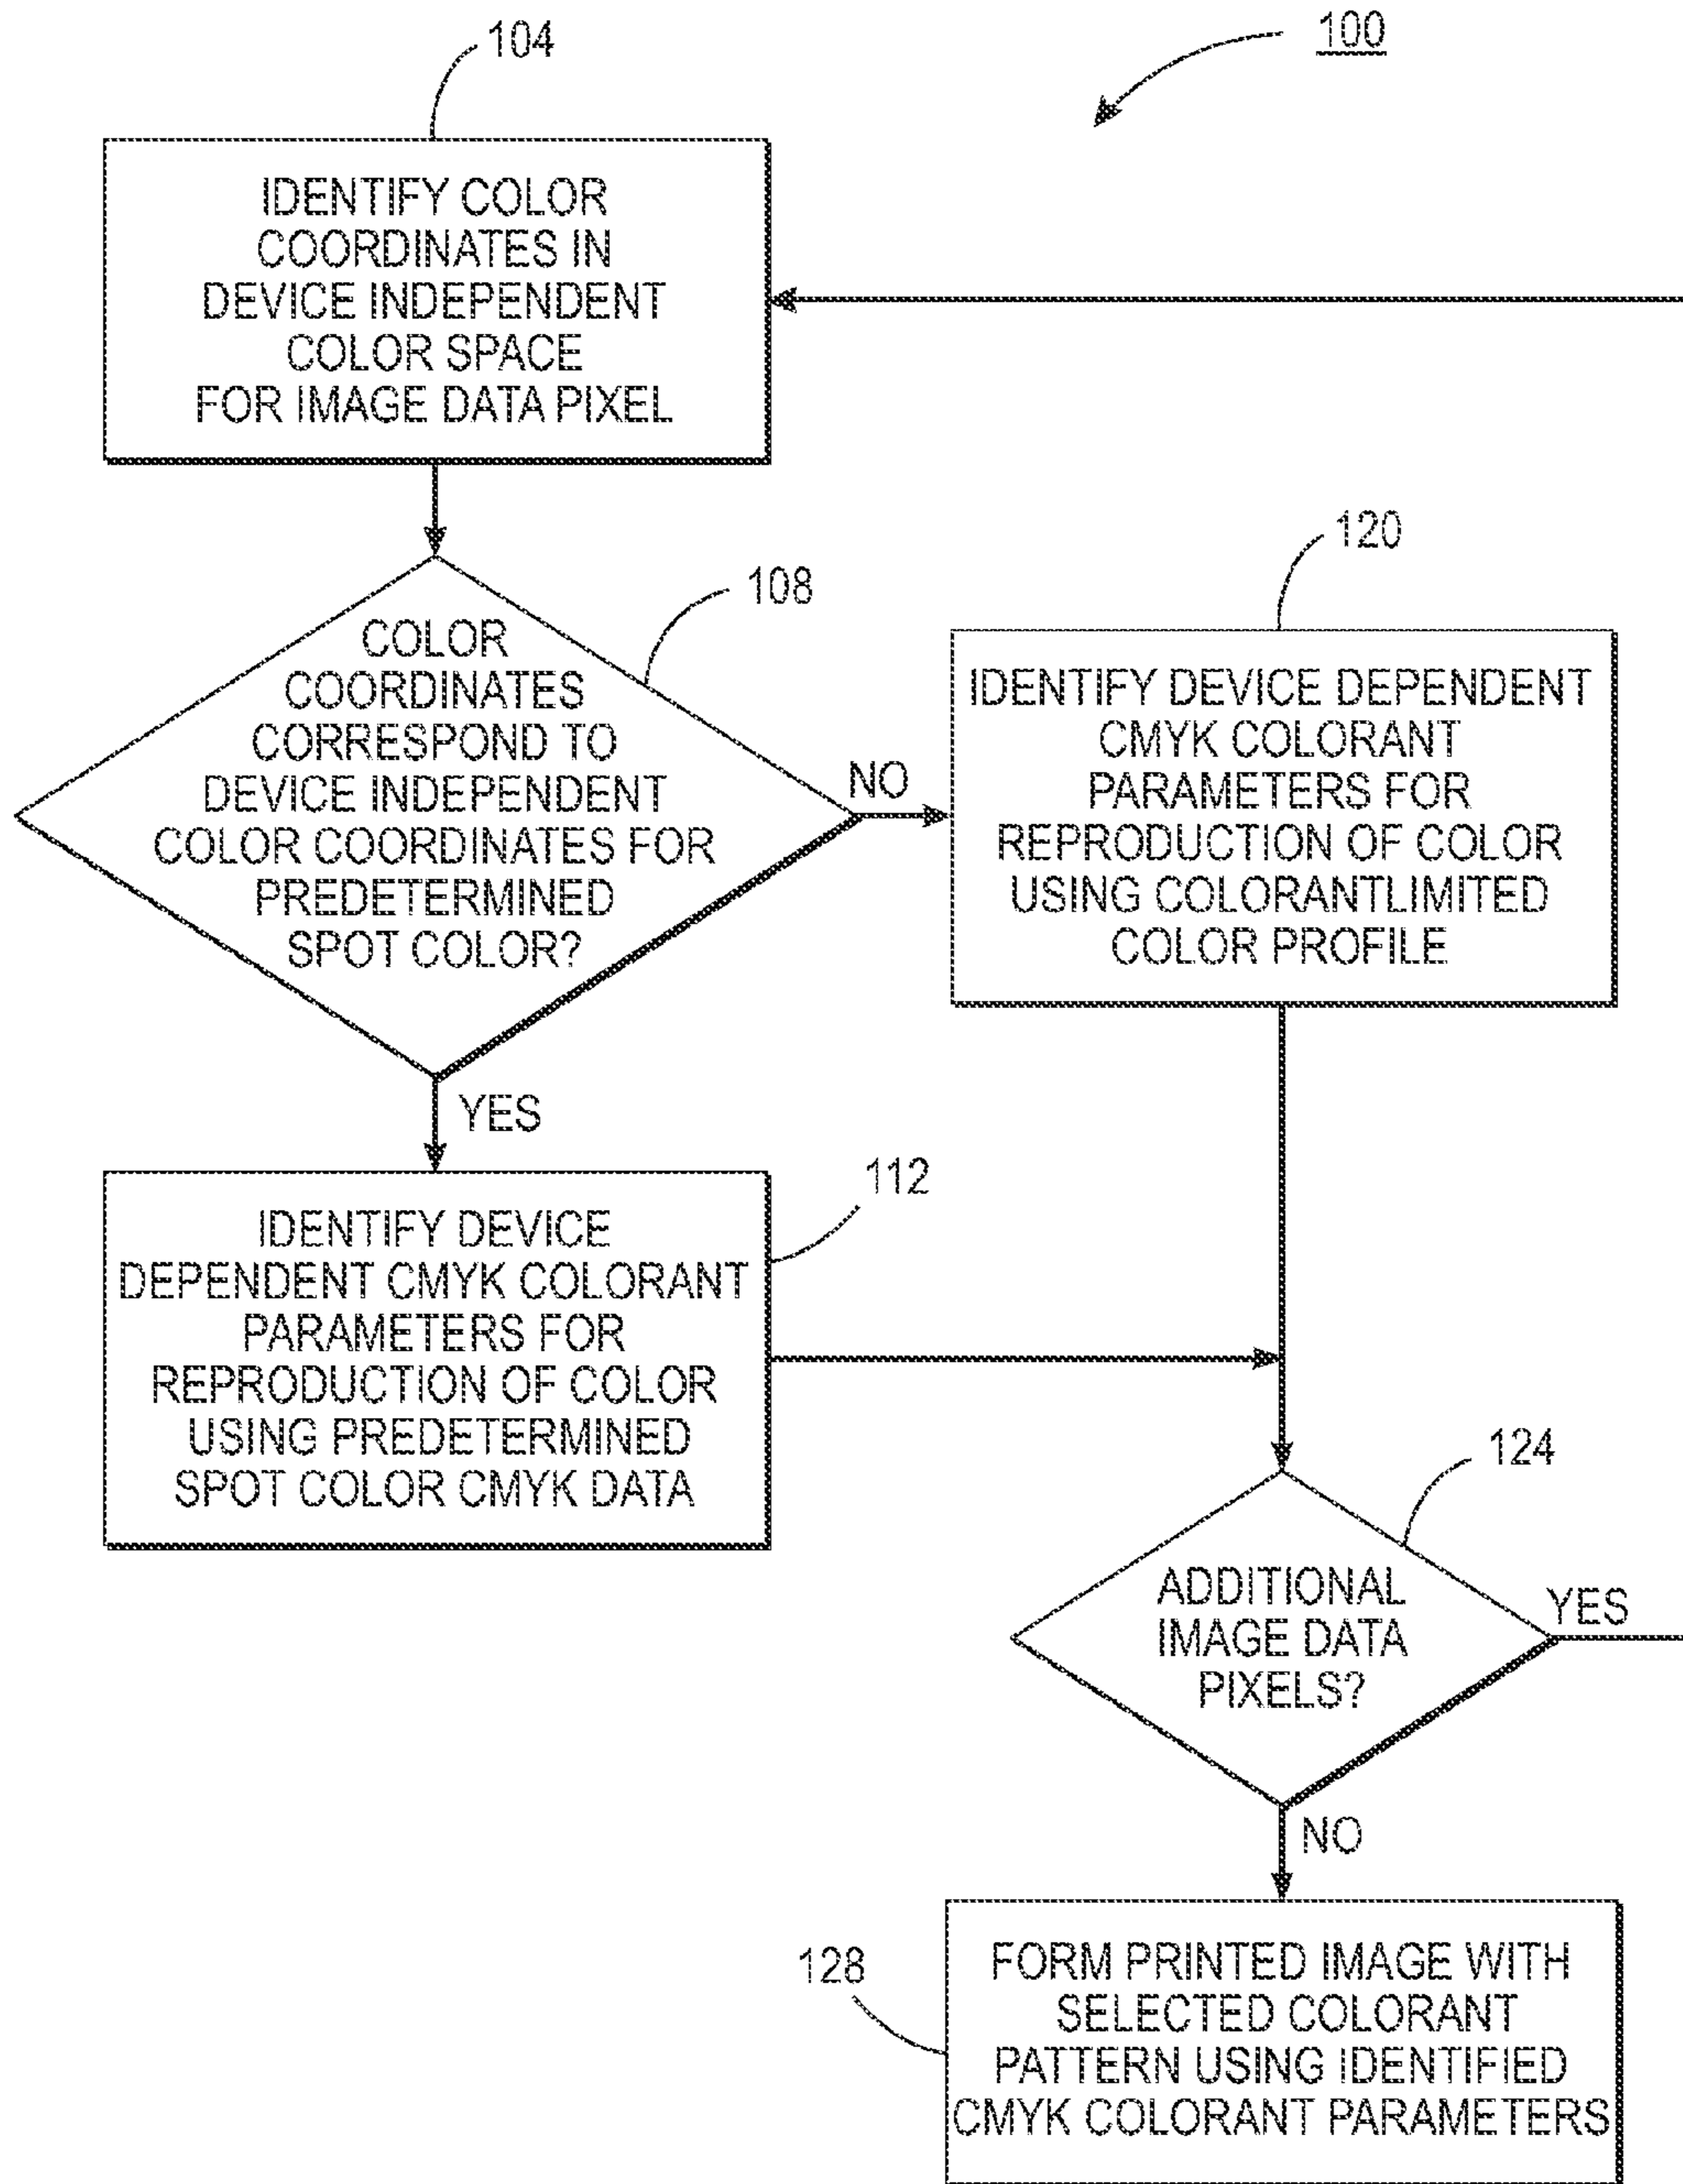 100
104
IDENTIFY COLOR
COORDINATES IN
DEVICE INDEPENDENT
COLOR SPACE
FOR IMAGE DATA PIXEL
108
COLOR
COORDINATES
CORRESPOND TO
DEVICE INDEPENDENT
COLOR COORDINATES FOR
PREDETERMINED
SPOT COLOR?
NO
YES
120
IDENTIFY DEVICE DEPENDENT
CMYK COLORANT
PARAMETERS FOR
REPRODUCTION OF COLOR
USING COLORANTLIMITED
COLOR PROFILE
112
IDENTIFY DEVICE
DEPENDENT CMYK COLORANT
PARAMETERS FOR
REPRODUCTION OF COLOR
USING PREDETERMINED
SPOT COLOR CMYK DATA
124
ADDITIONAL
IMAGE DATA
PIXELS?
YES
NO
128
FORM PRINTED IMAGE WITH
SELECTED COLORANT
PATTERN USING IDENTIFIED
CMYK COLORANT PARAMETERS